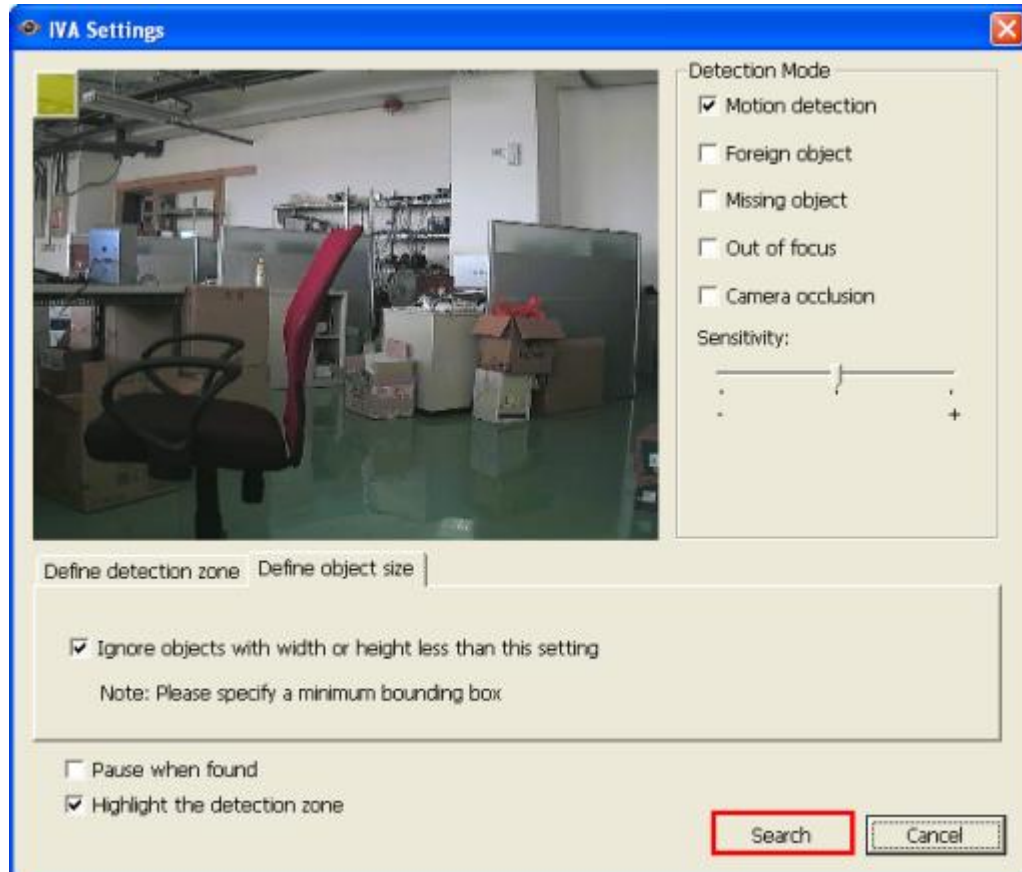 IVA Settings
Detection Mode
Motion detection
Foreign object
Missing object
Out of focus
Camera occlusion
Sensitivity:
- +
Define detection zone Define object size
Ignore objects with width or height less than this setting
Note: Please specify a minimum bounding box
Pause when found
Highlight the detection zone
Search Cancel